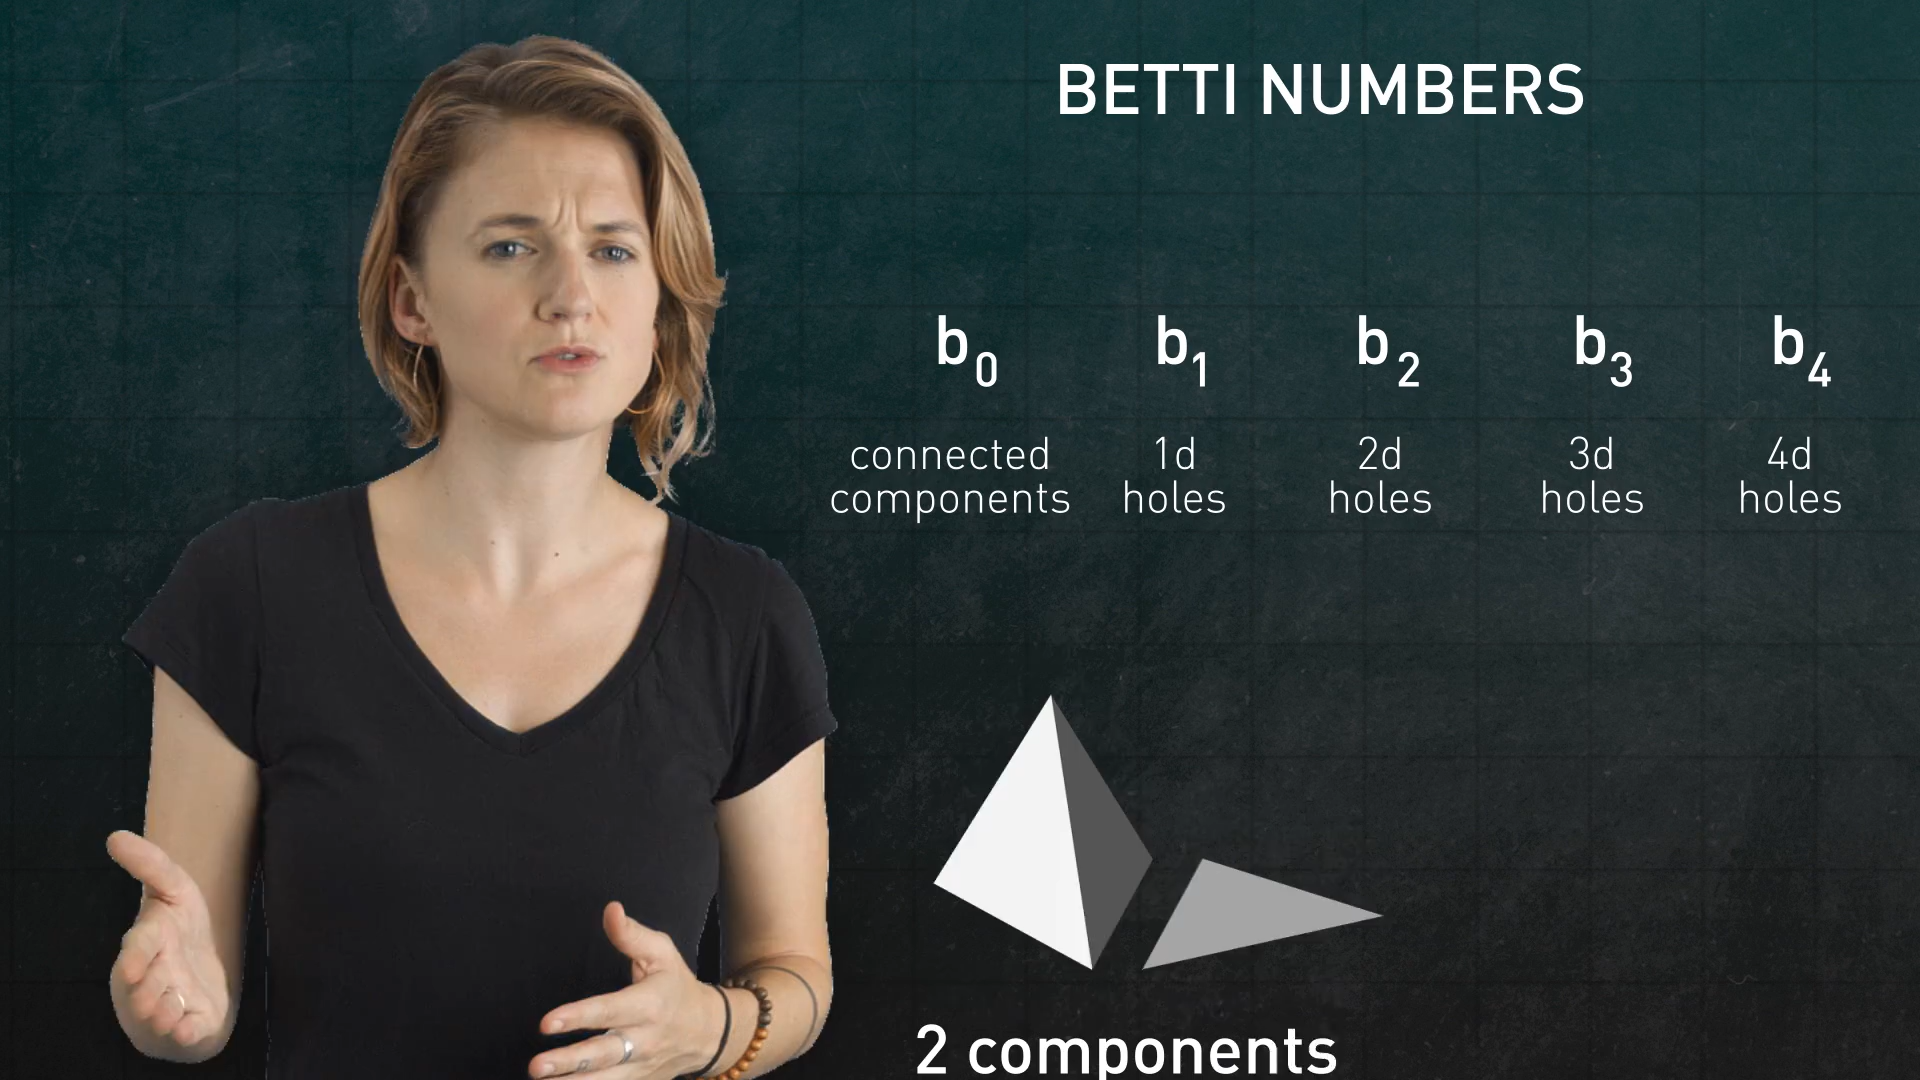 BETTI NUMBERS
b0 b1 b2 b3 b4
connected components
1d holes
2d holes
3d holes
4d holes
2 components